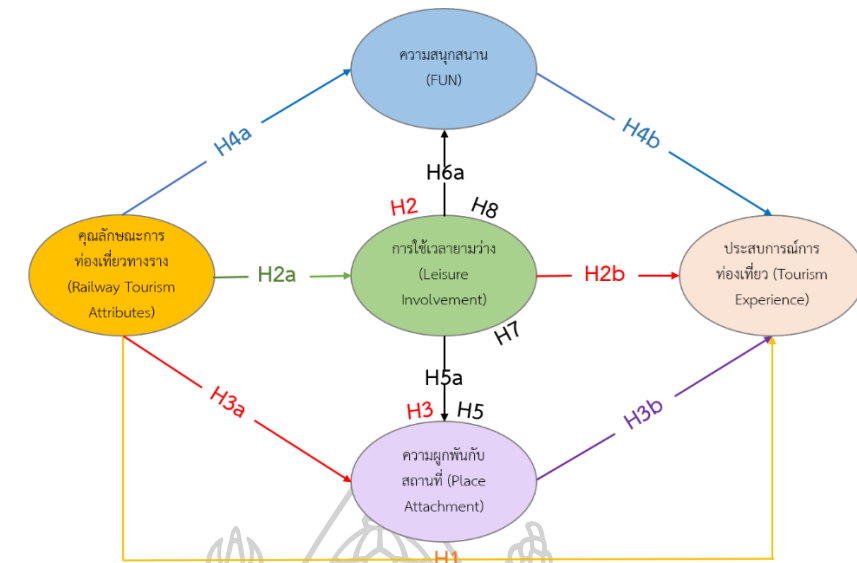 ความสนุกสนาน
(FUN)
H4a
H4b
H6a
H2
H8
คุณลักษณะการ
ท่องเที่ยวทางราง
(Railway Tourism
Attributes)
H2a
การใช้เวลายามว่าง
(Leisure
Involvement)
H2b
ประสบการณ์การ
ท่องเที่ยว (Tourism
Experience)
H7
H5a
H3a
H3
H5
H3b
ความผูกพันกับ
สถานที่ (Place
Attachment)
H1